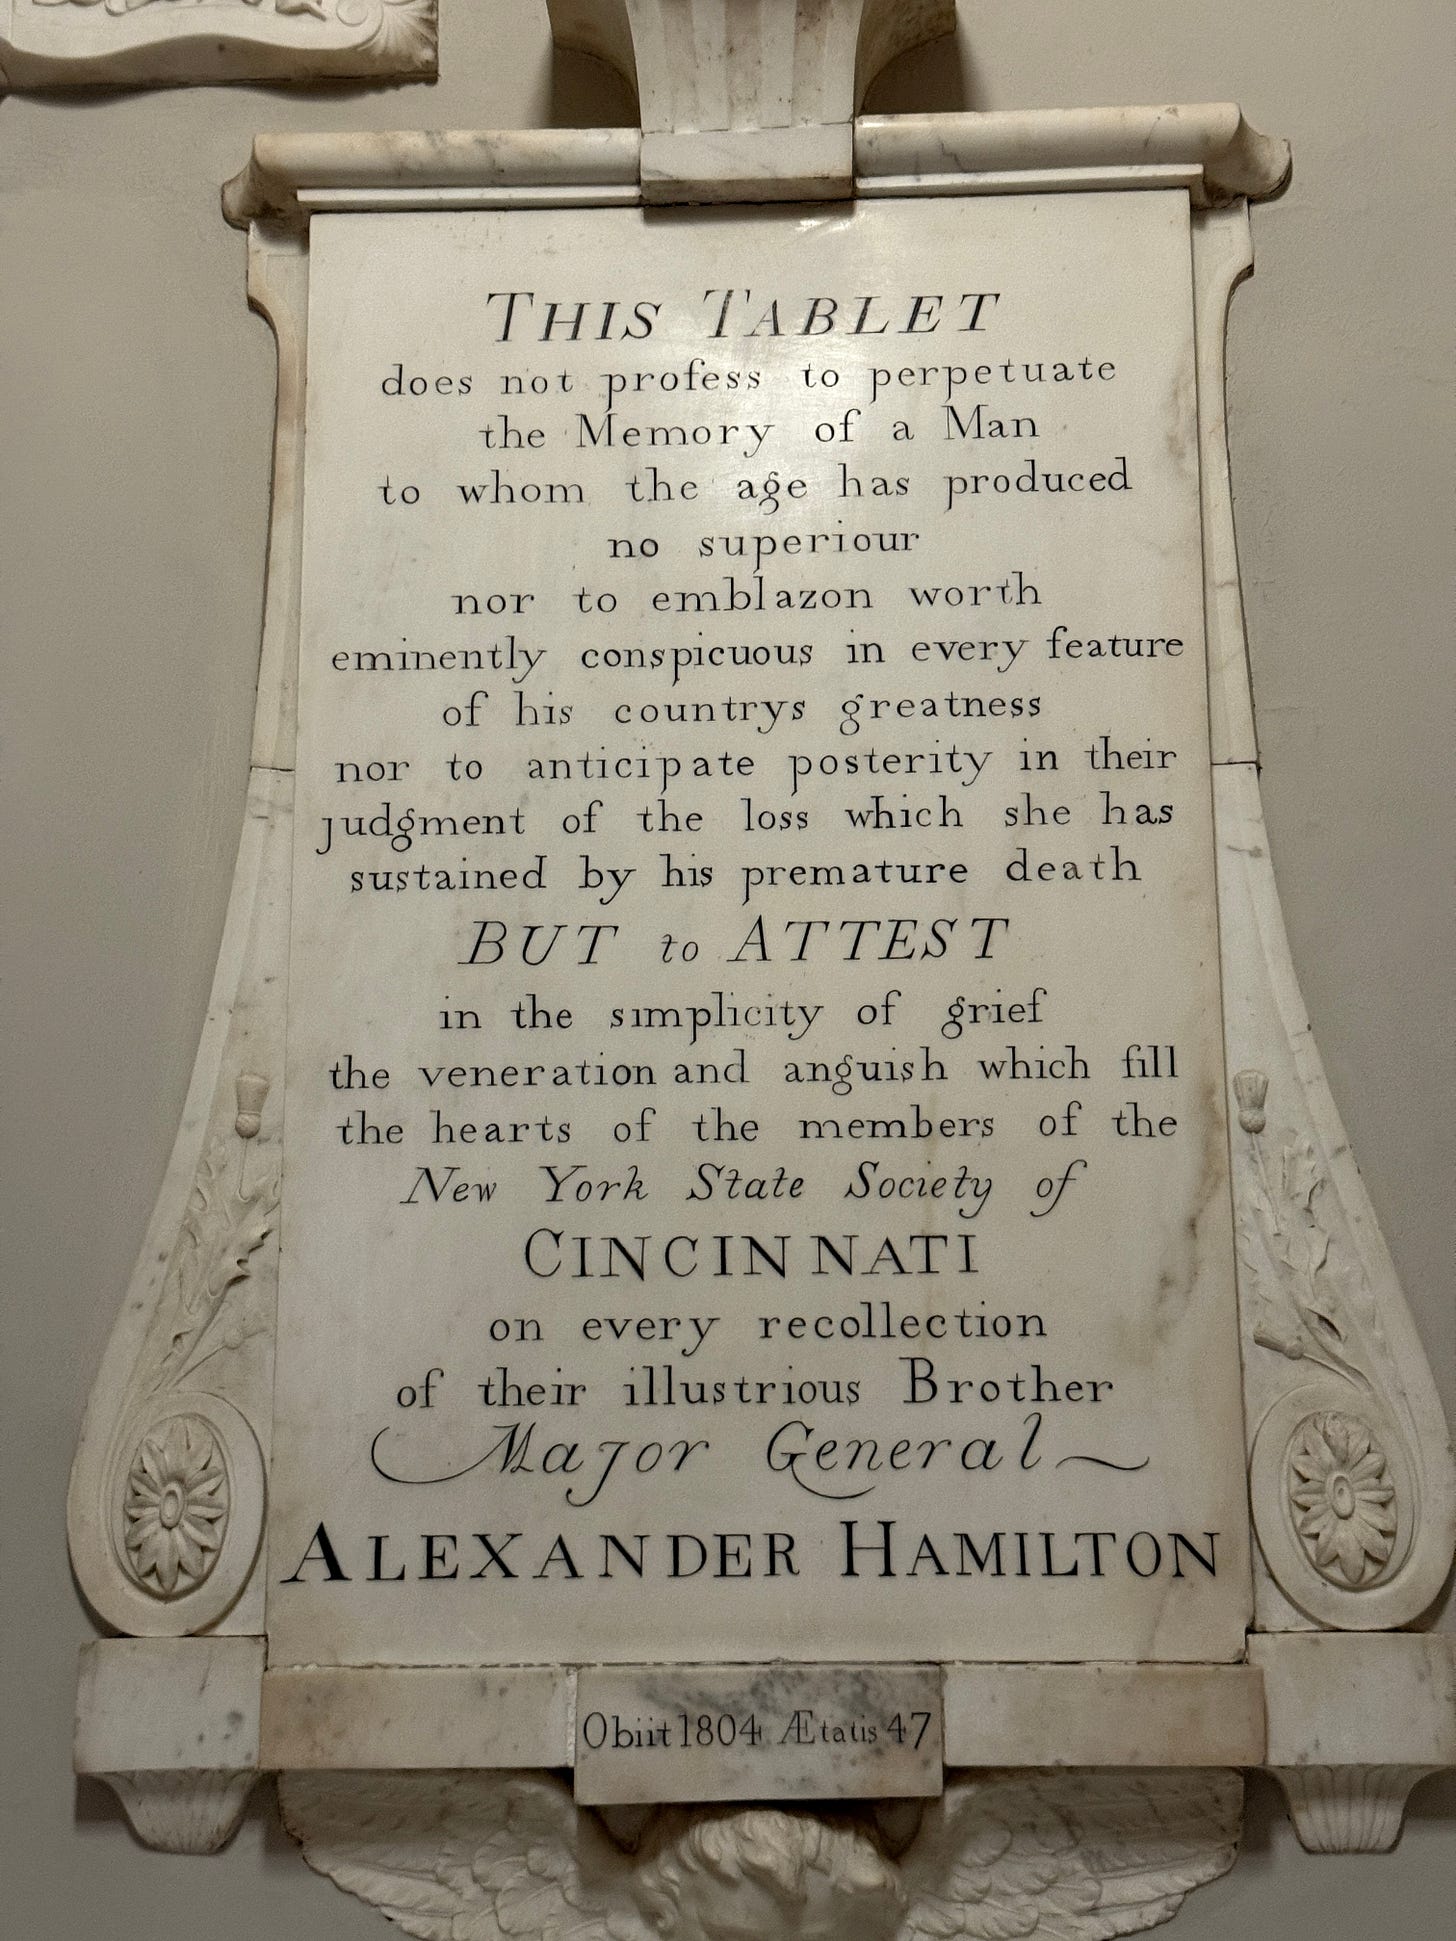 THIS TABLET
does not profess to perpetuate
the Memory of a Man
to whom the age has produced
no superiour
nor to emblazon worth
eminently conspicuous in every feature
of his countrys greatness
nor to anticipate posterity in their
judgment of the loss which she has
sustained by his premature death
BUT to ATTEST
in the simplicity of grief
the veneration and anguish which fill
the hearts of the members of the
New York State Society of
CINCINNATI
on every recollection
of their illustrious Brother
Major General
ALEXANDER HAMILTON
Obiit 1804 Ætatis 47